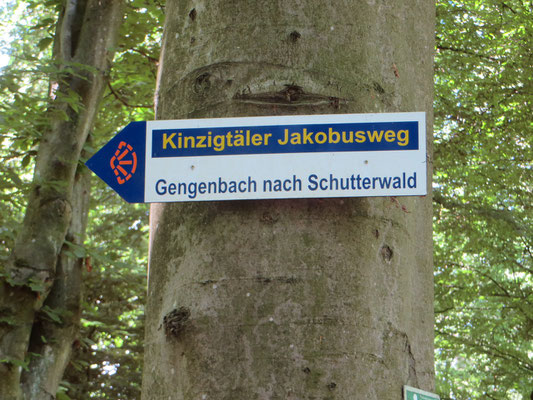 Kinzigtäler Jakobusweg
Gengenbach nach Schutterwald